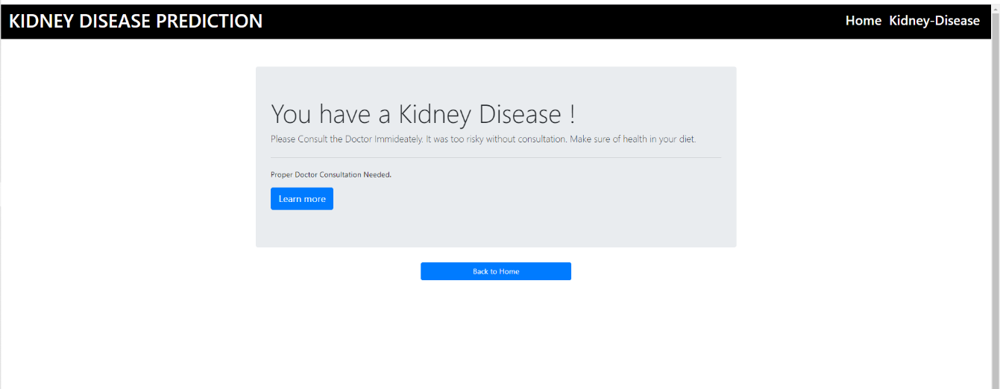 KIDNEY DISEASE PREDICTION
Home Kidney-Disease
You have a Kidney Disease !
Please Consult the Doctor Immideately. It was too risky without consultation. Make sure of health in your diet.
Proper Doctor Consultation Needed.
Learn more
Back to Home